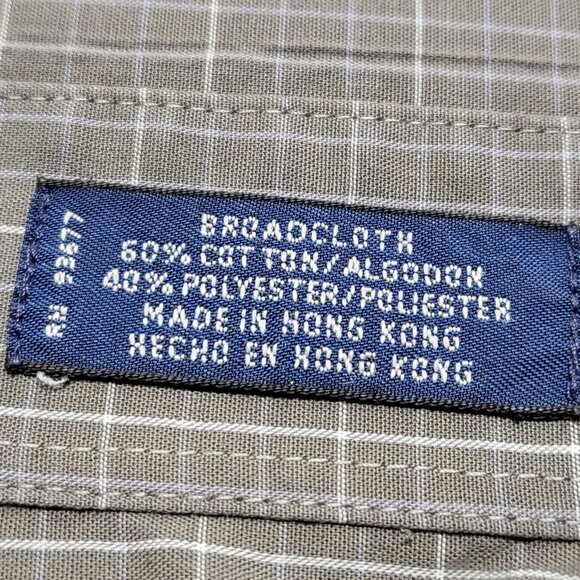 BROADCLOTH
60% COTTON/ALGODON
40% POLYESTER/POLIESTER
MADE IN HONG KONG
HECHO EN HONG KONG
RN 93677